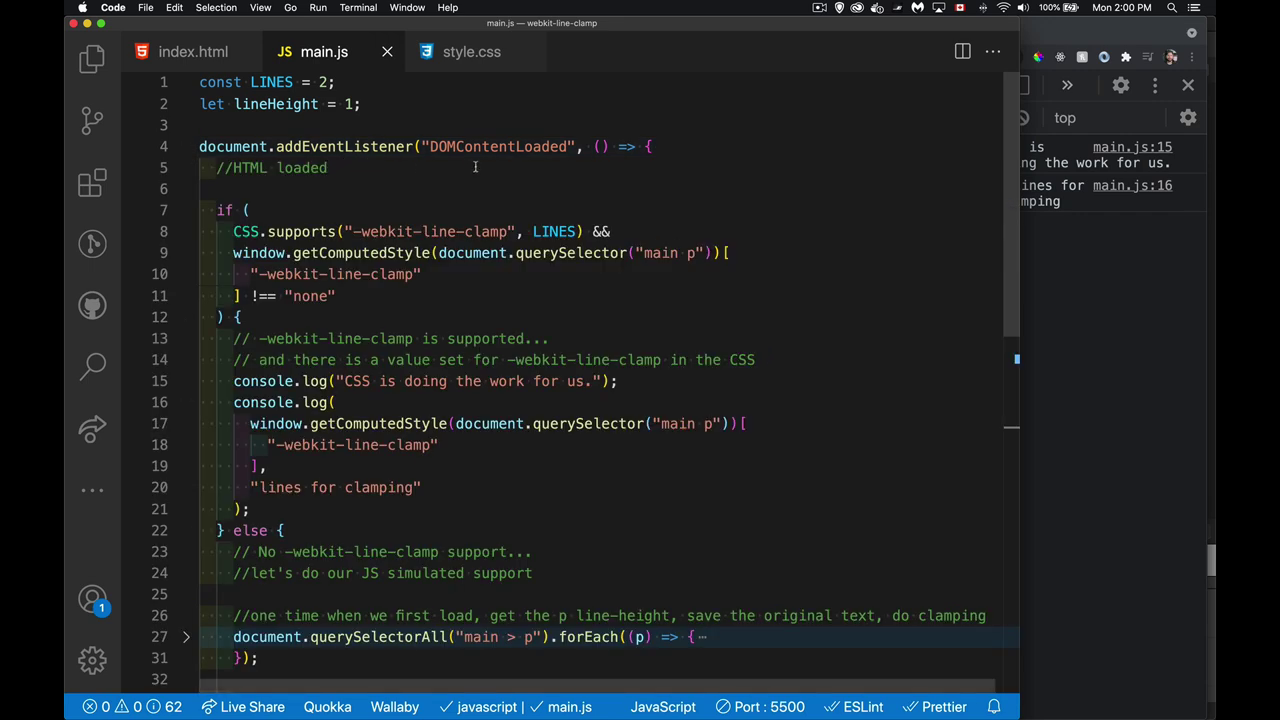 Code File Edit Selection View Go Run Terminal Window Help 100% Mon 2:00 PM
main.js — webkit-line-clamp
index.html JS main.js style.css
1 const LINES = 2;
2 let lineHeight = 1;
3
4 document.addEventListener("DOMContentLoaded", () => {
5 //HTML loaded
6
7 if (
8 CSS.supports("-webkit-line-clamp", LINES) &&
9 window.getComputedStyle(document.querySelector("main p"))[
10 "-webkit-line-clamp"
11 ] !== "none"
12 ) {
13 // -webkit-line-clamp is supported...
14 // and there is a value set for -webkit-line-clamp in the CSS
15 console.log("CSS is doing the work for us.");
16 console.log(
17 window.getComputedStyle(document.querySelector("main p"))[
18 "-webkit-line-clamp"
19 ],
20 "lines for clamping"
21 );
22 } else {
23 // No -webkit-line-clamp support...
24 //let's do our JS simulated support
25
26 //one time when we first load, get the p line-height, save the original text, do clamping
27 document.querySelectorAll("main > p").forEach((p) => {
31 });
32
top
is main.js:15
ng the work for us.
ines for main.js:16
mping
1
0 0 62 Live Share Quokka Wallaby javascript | main.js JavaScript Port : 5500 ESLint Prettier